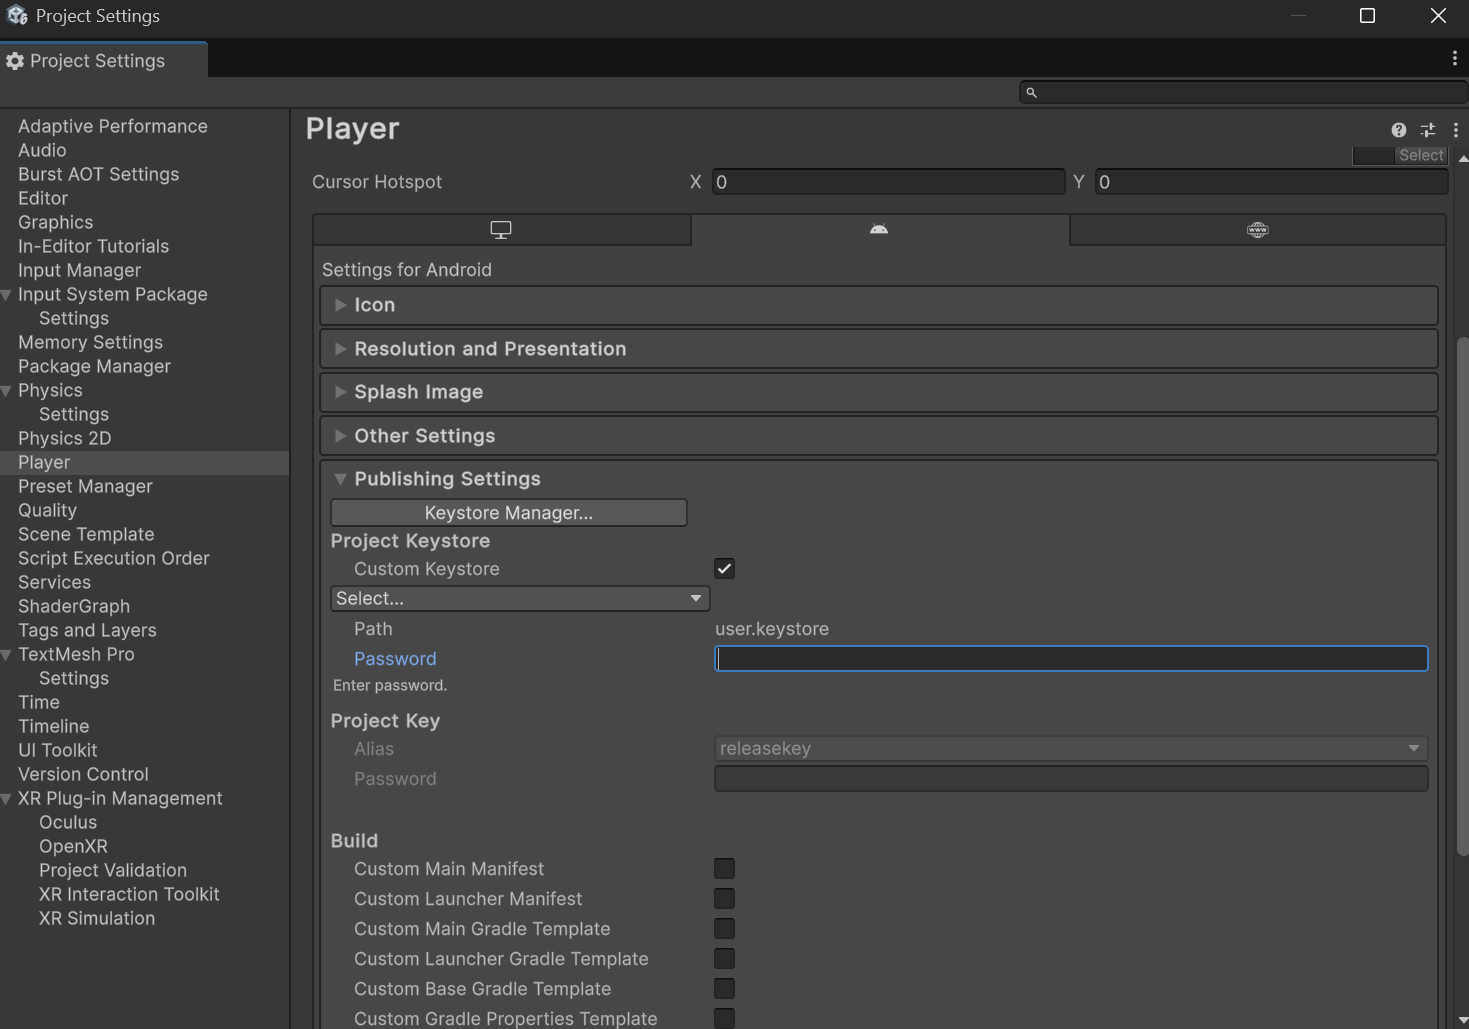 Project Settings
Project Settings
Adaptive Performance
Audio
Burst AOT Settings
Editor
Graphics
In-Editor Tutorials
Input Manager
Input System Package
Settings
Memory Settings
Package Manager
Physics
Settings
Physics 2D
Player
Preset Manager
Quality
Scene Template
Script Execution Order
Services
ShaderGraph
Tags and Layers
TextMesh Pro
Settings
Time
Timeline
UI Toolkit
Version Control
XR Plug-in Management
Oculus
OpenXR
Project Validation
XR Interaction Toolkit
XR Simulation
Player
Select
Cursor Hotspot X 0 Y 0
www
Settings for Android
Icon
Resolution and Presentation
Splash Image
Other Settings
Publishing Settings
Keystore Manager...
Project Keystore
Custom Keystore
Select...
Path user.keystore
Password
Enter password.
Project Key
Alias releasekey
Password
Build
Custom Main Manifest
Custom Launcher Manifest
Custom Main Gradle Template
Custom Launcher Gradle Template
Custom Base Gradle Template
Custom Gradle Properties Template